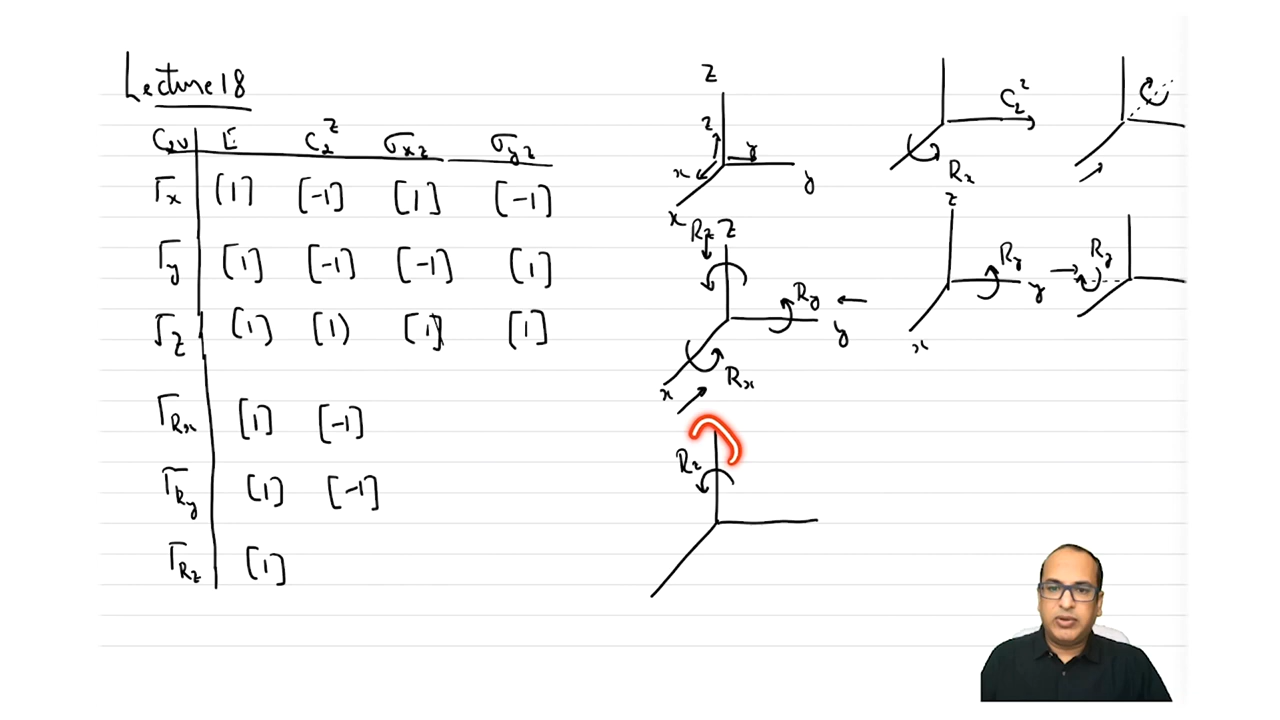 Lecture 18
C2v E C₂ᶻ σxz σyz
Γx [1] [-1] [1] [-1]
Γy [1] [-1] [-1] [1]
Γz [1] [1) [1] [1]
ΓRx [1] [-1]
ΓRy [1] [-1]
ΓRz [1]
z
z
x
y
x
y
C₂ᶻ
Rx
Rz
z
Ry
y
x
Rx
z
Ry
y
x
Ry
Rz